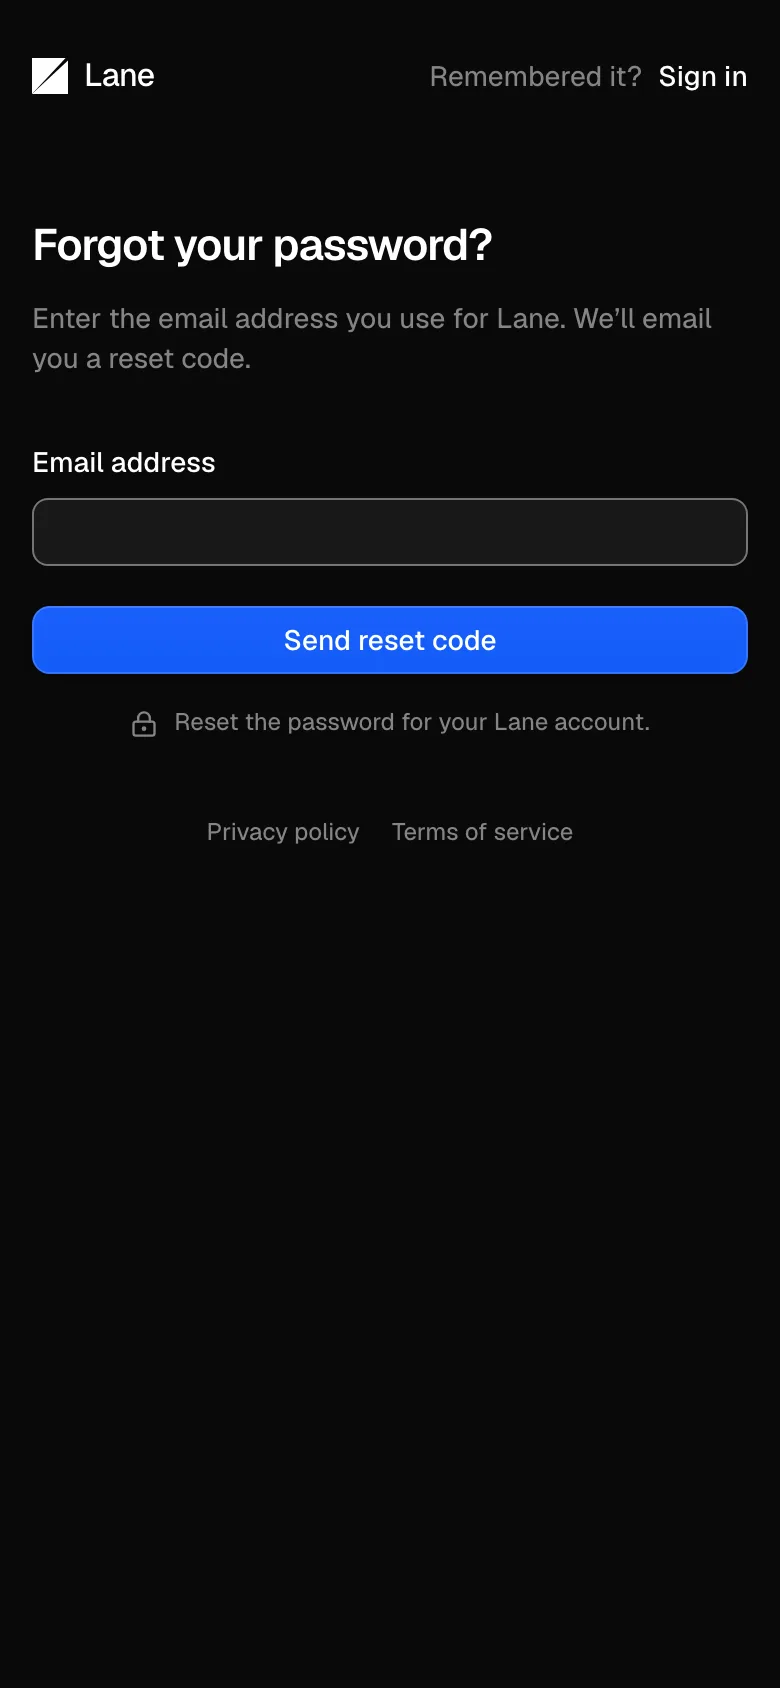 Lane
Remembered it? Sign in
Forgot your password?
Enter the email address you use for Lane. We’ll email
you a reset code.
Email address
Send reset code
Reset the password for your Lane account.
Privacy policy
Terms of service